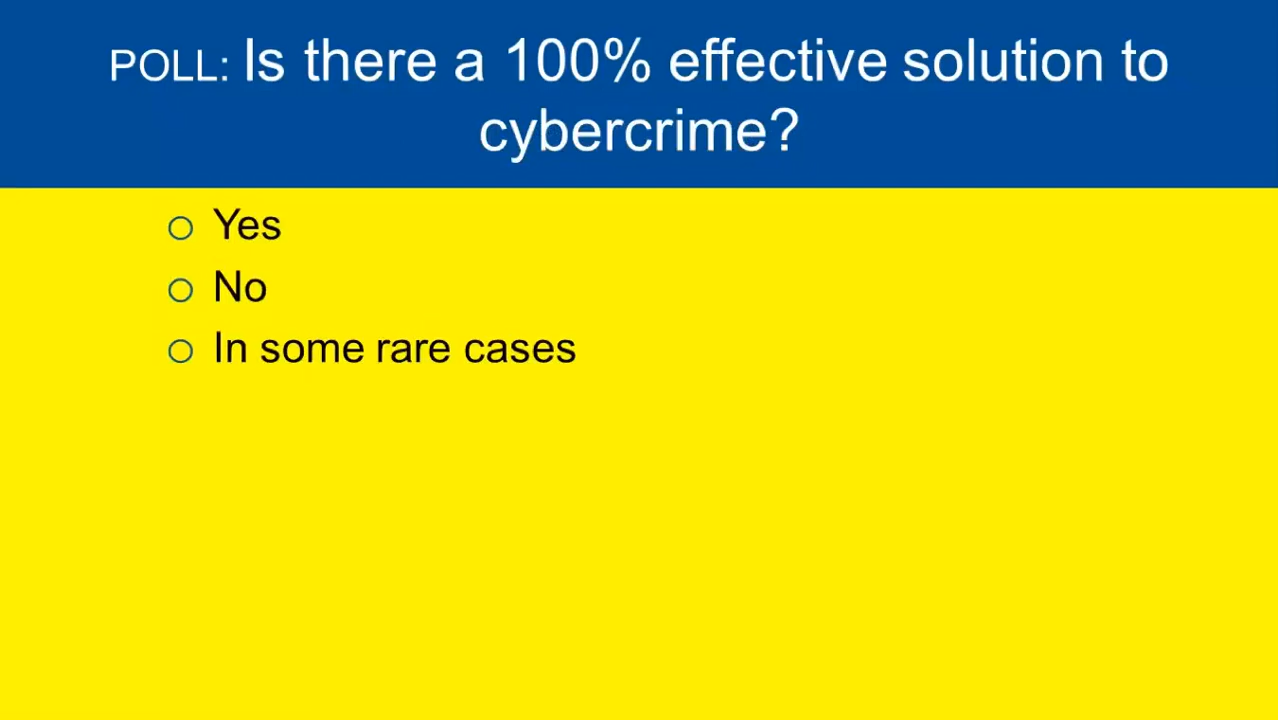 POLL: Is there a 100% effective solution to
cybercrime?
Yes
No
In some rare cases